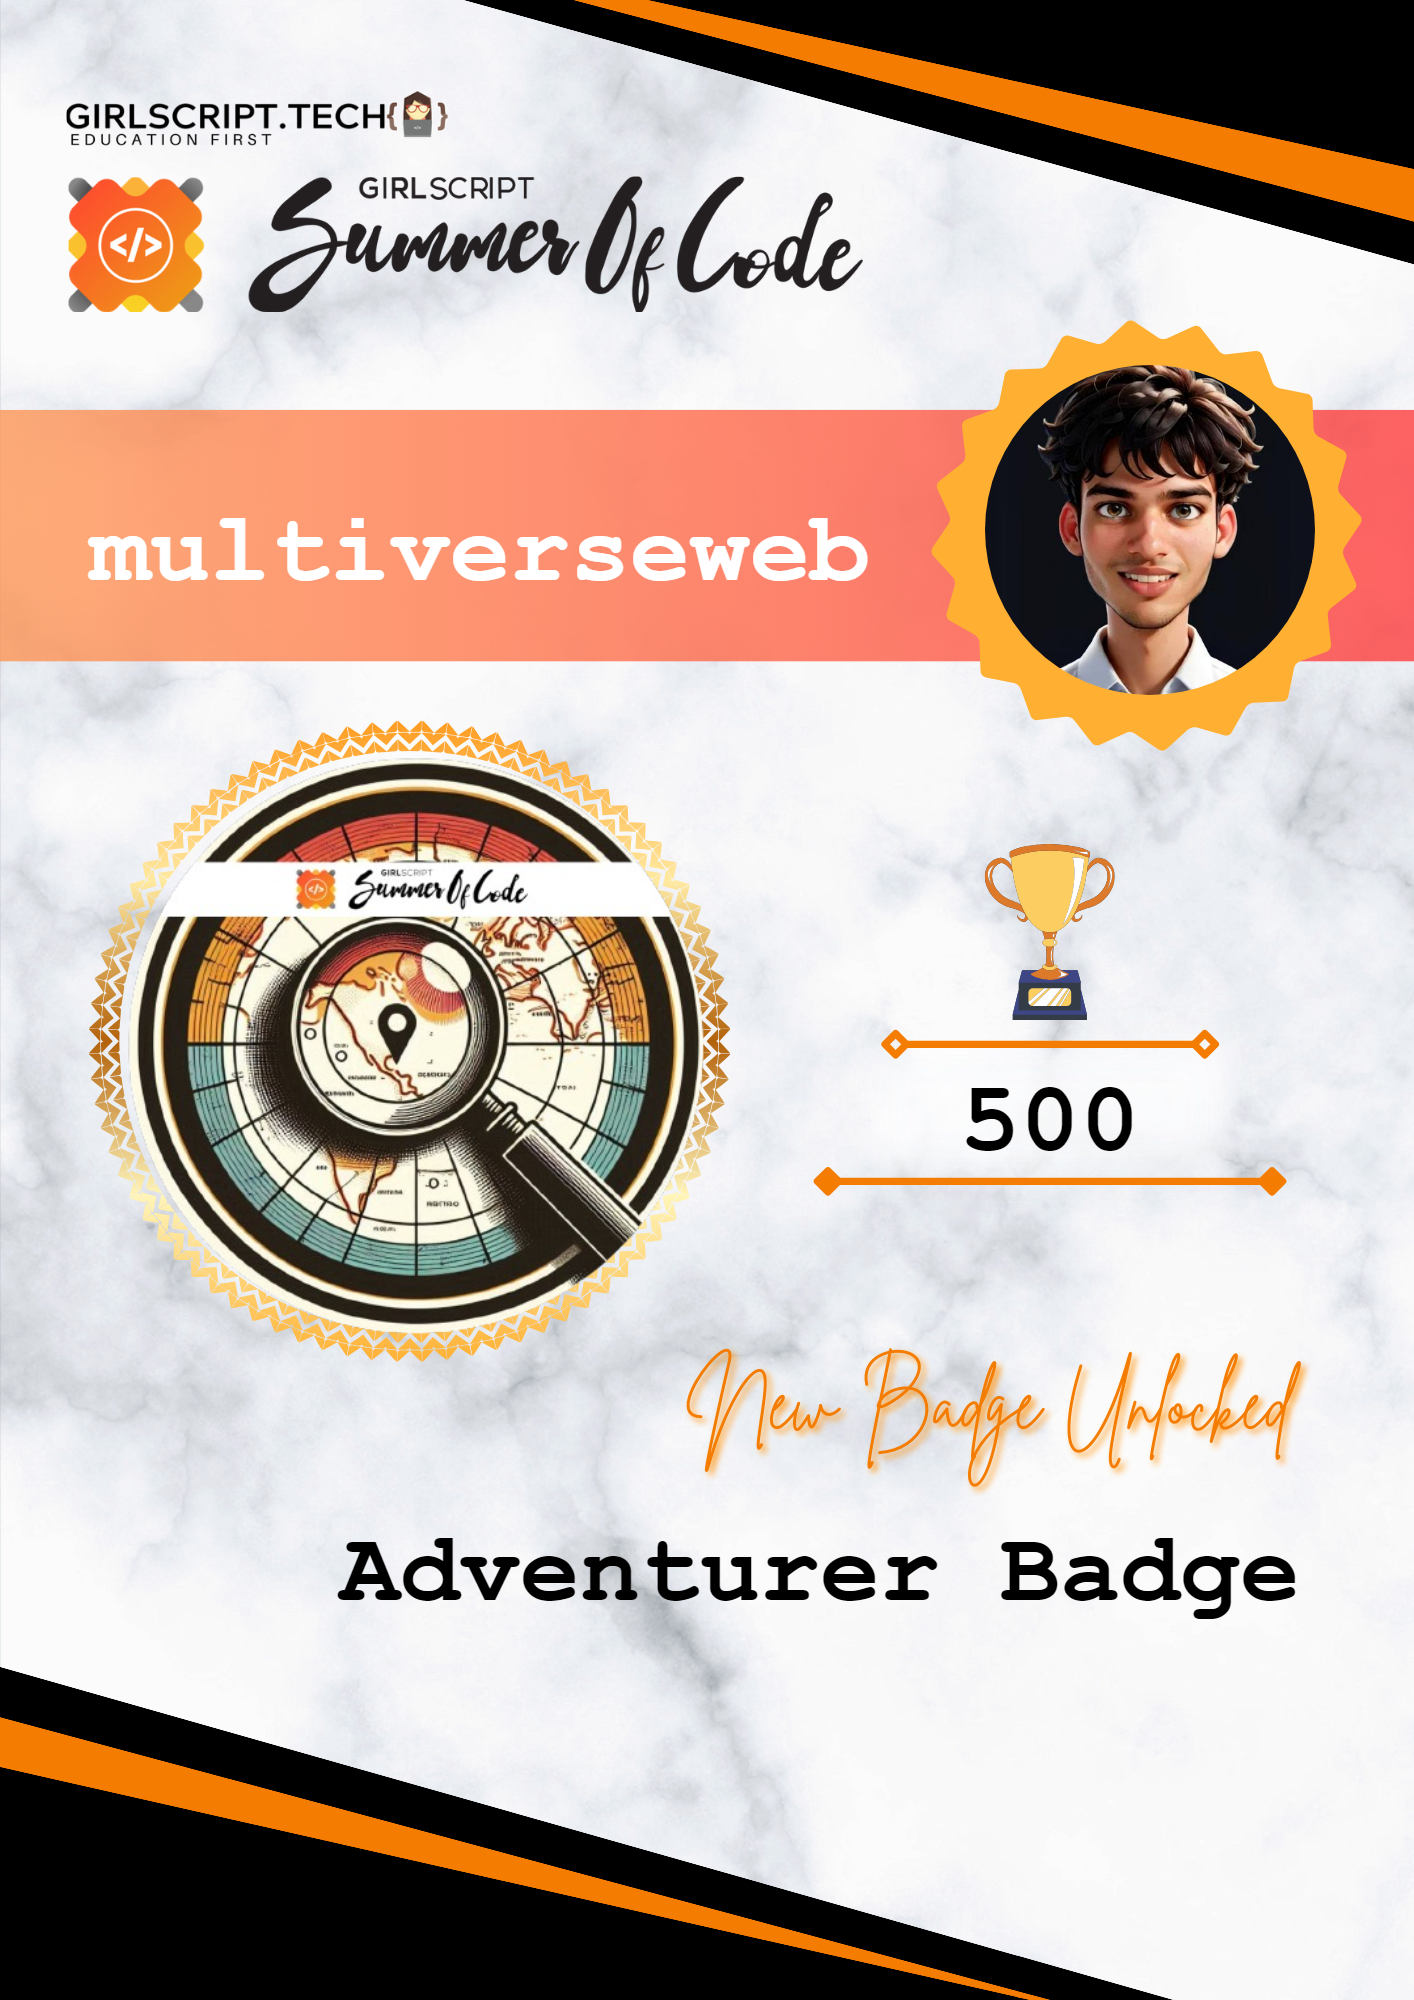 GIRLSCRIPT.TECH{ }
EDUCATION FIRST
GIRLSCRIPT
Summer Of Code
</>
multiverseweb
GIRLSCRIPT
Summer Of Code
</>
500
New Badge Unlocked
Adventurer Badge